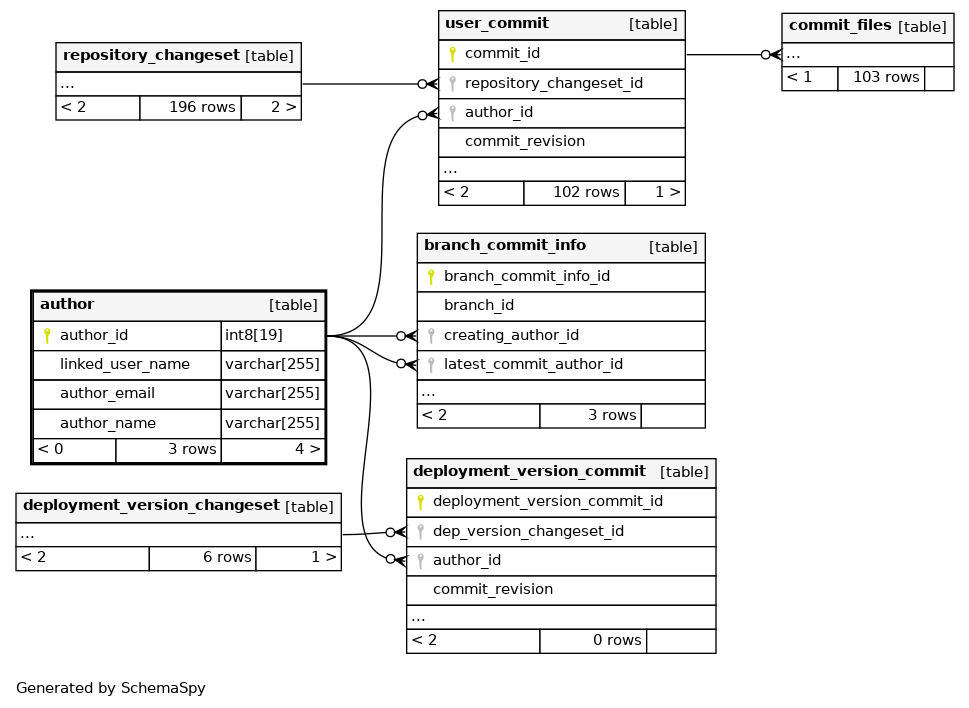 user_commit [table]
commit_id
repository_changeset_id
author_id
commit_revision
...
< 2 102 rows 1 >
commit_files [table]
...
< 1 103 rows
repository_changeset [table]
...
< 2 196 rows 2 >
branch_commit_info [table]
branch_commit_info_id
branch_id
creating_author_id
latest_commit_author_id
...
< 2 3 rows
author [table]
author_id int8[19]
linked_user_name varchar[255]
author_email varchar[255]
author_name varchar[255]
< 0 3 rows 4 >
deployment_version_commit [table]
deployment_version_commit_id
dep_version_changeset_id
author_id
commit_revision
...
< 2 0 rows
deployment_version_changeset [table]
...
< 2 6 rows 1 >
Generated by SchemaSpy